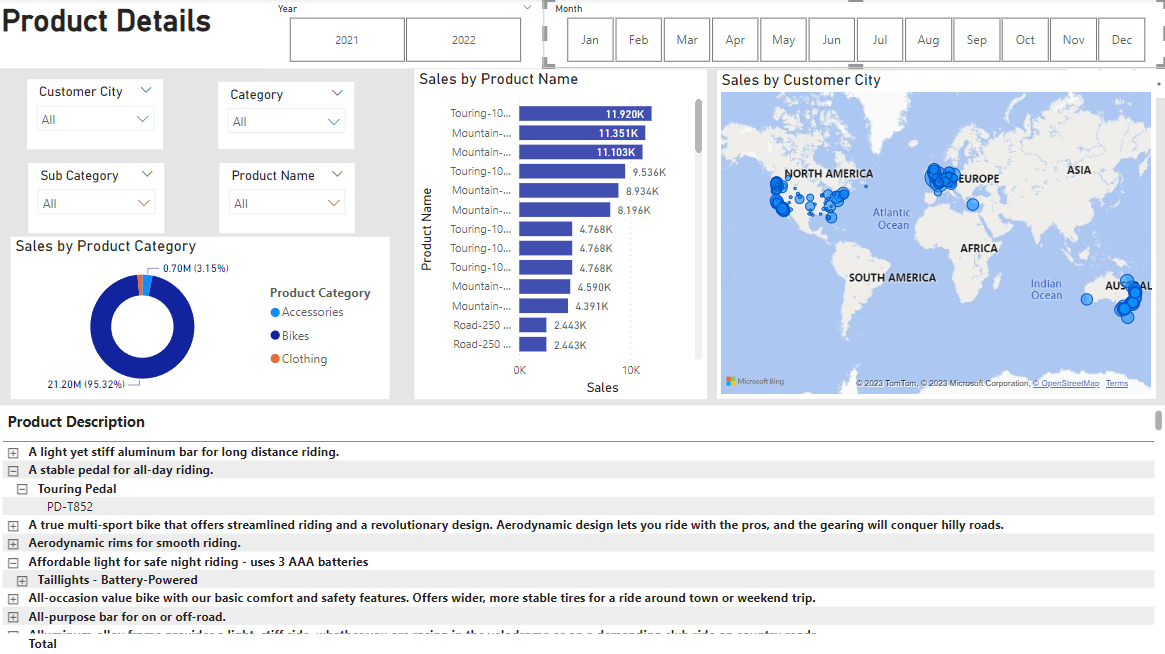 Product Details
Year
2021
2022
Month
Jan
Feb
Mar
Apr
May
Jun
Jul
Aug
Sep
Oct
Nov
Dec
Customer City
All
Category
All
Sub Category
All
Product Name
All
Sales by Product Category
0.70M (3.15%)
21.20M (95.32%)
Product Category
Accessories
Bikes
Clothing
Sales by Product Name
Product Name
Touring-10... 11.920K
Mountain-... 11.351K
Mountain-... 11.103K
Touring-10... 9.536K
Mountain-... 8.934K
Mountain-... 8.196K
Touring-10... 4.768K
Touring-10... 4.768K
Touring-10... 4.768K
Mountain-... 4.590K
Mountain-... 4.391K
Road-250 ... 2.443K
Road-250 ... 2.443K
0K 10K
Sales
Sales by Customer City
NORTH AMERICA
EUROPE
ASIA
Atlantic
Ocean
AFRICA
SOUTH AMERICA
Indian
Ocean
AUS AL
Microsoft Bing
© 2023 TomTom, © 2023 Microsoft Corporation, © OpenStreetMap Terms
Product Description
A light yet stiff aluminum bar for long distance riding.
A stable pedal for all-day riding.
Touring Pedal
PD-T852
A true multi-sport bike that offers streamlined riding and a revolutionary design. Aerodynamic design lets you ride with the pros, and the gearing will conquer hilly roads.
Aerodynamic rims for smooth riding.
Affordable light for safe night riding - uses 3 AAA batteries
Taillights - Battery-Powered
All-occasion value bike with our basic comfort and safety features. Offers wider, more stable tires for a ride around town or weekend trip.
All-purpose bar for on or off-road.
Total